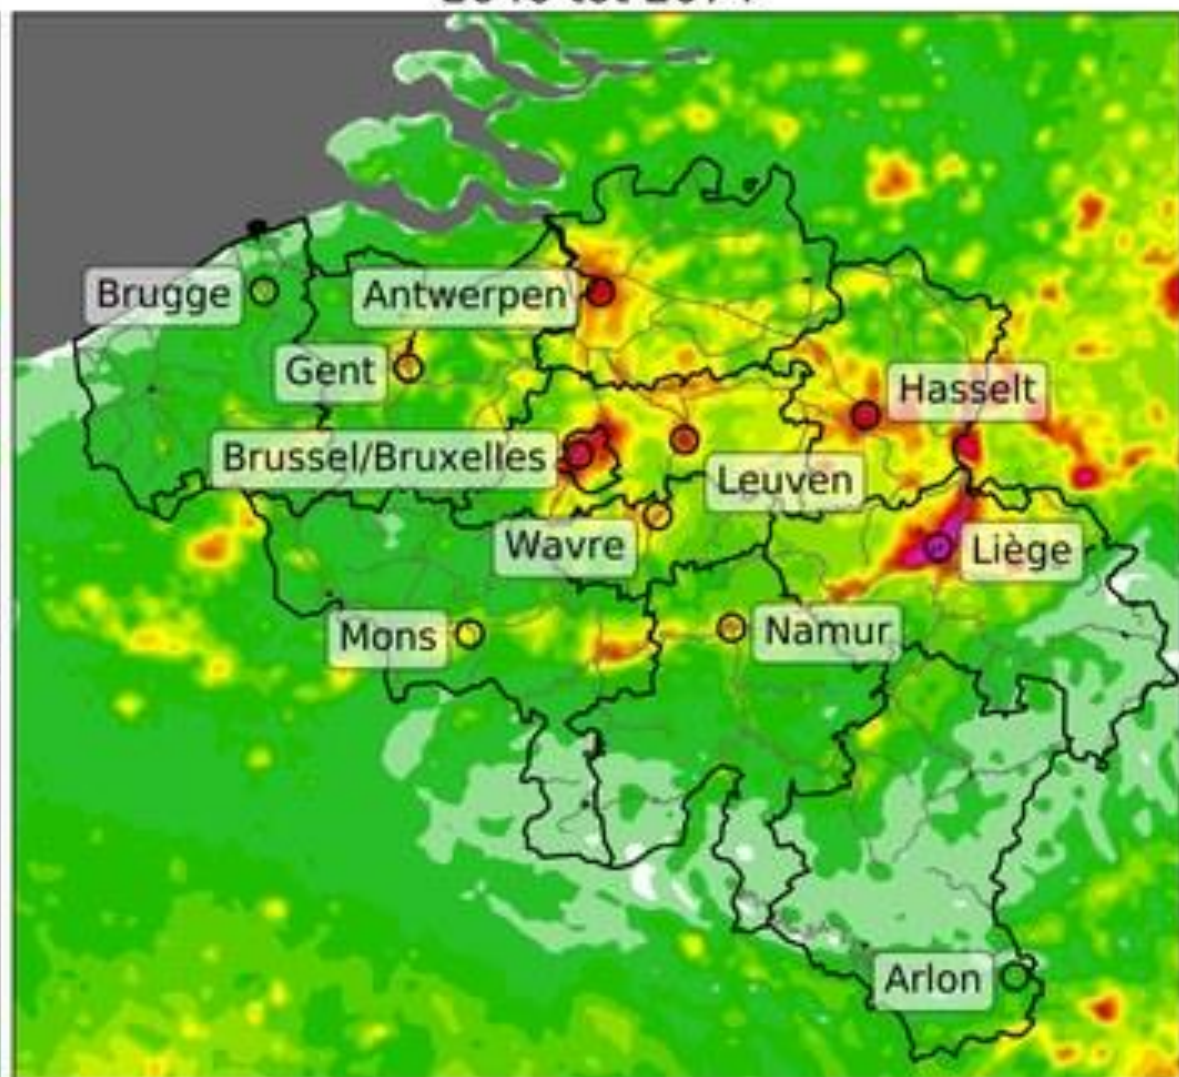 Brugge
Antwerpen
Gent
Hasselt
Brussel/Bruxelles
Leuven
Wavre
Liège
Mons
Namur
Arlon